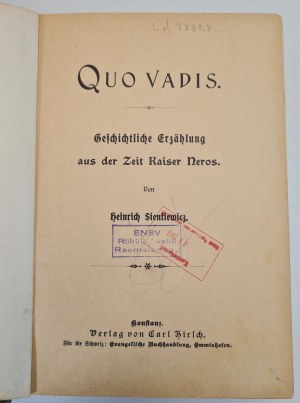 QUO VADIS.
Geschichtliche Erzählung
aus der Zeit Kaiser Neros.
Von
Heinrich Sienkiewicz.
ENSV
Konstanz.
Verlag von Carl Hirsch.
Für die Schweiz: Evangelische Buchhandlung, Emmishofen.